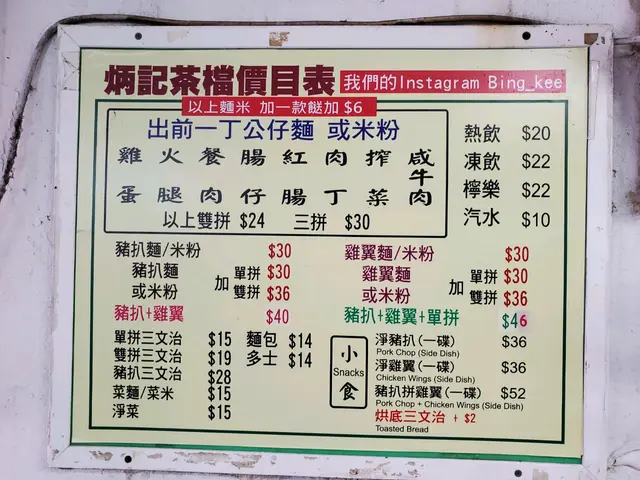 炳記茶檔價目表 我們的Instagram Bing_kee
以上麵米 加一款餸加 $6
出前一丁公仔麵 或米粉
雞 火 餐 腸 紅 肉 搾 咸
蛋 腿 肉 仔 腸 丁 菜 牛肉
以上雙拼 $24 三拼 $30
熱飲 $20
凍飲 $22
檸樂 $22
汽水 $10
豬扒麵/米粉 $30
豬扒麵 或米粉 加 單拼 $30
雙拼 $36
豬扒+雞翼 $40
雞翼麵/米粉 $30
雞翼麵 或米粉 加 單拼 $30
雙拼 $36
豬扒+雞翼+單拼 $46
單拼三文治 $15
雙拼三文治 $19
豬扒三文治 $28
菜麵/菜米 $15
淨菜 $15
麵包 $14
多士 $14
小
Snacks
食
淨豬扒(一碟) $36
Pork Chop (Side Dish)
淨雞翼(一碟) $36
Chicken Wings (Side Dish)
豬扒拼雞翼(一碟) $52
Pork Chop + Chicken Wings (Side Dish)
烘底三文治 + $2
Toasted Bread